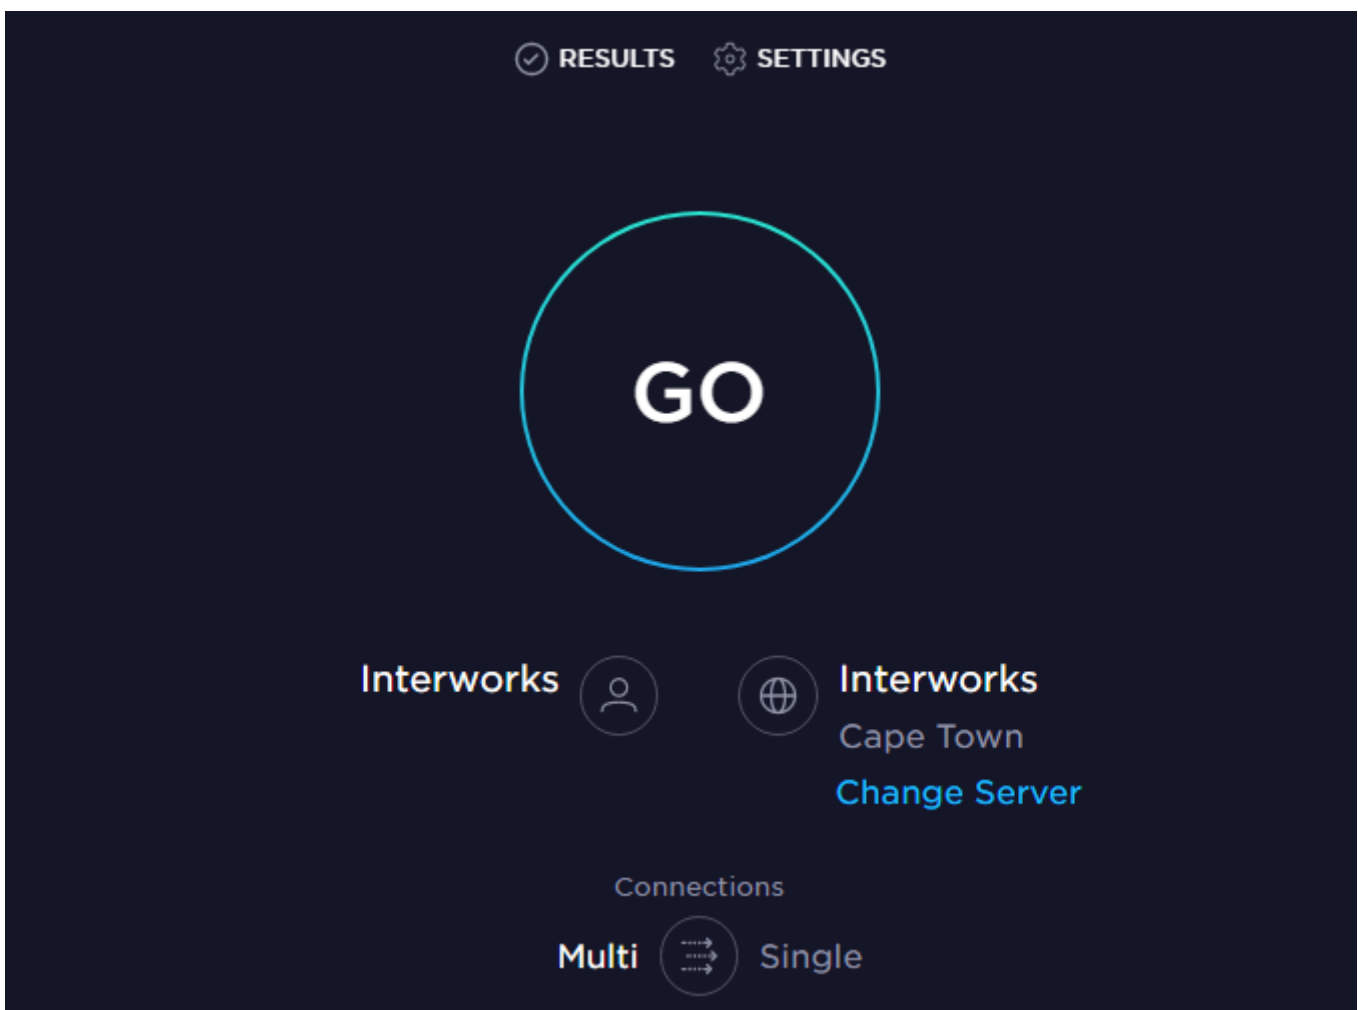 RESULTS SETTINGS
GO
Interworks
Interworks
Cape Town
Change Server
Connections
Multi Single